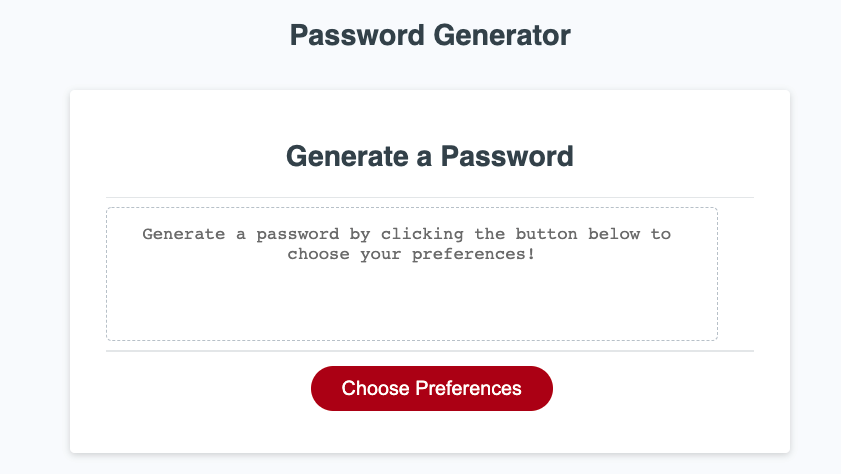 Password Generator
Generate a Password
Generate a password by clicking the button below to
choose your preferences!
Choose Preferences